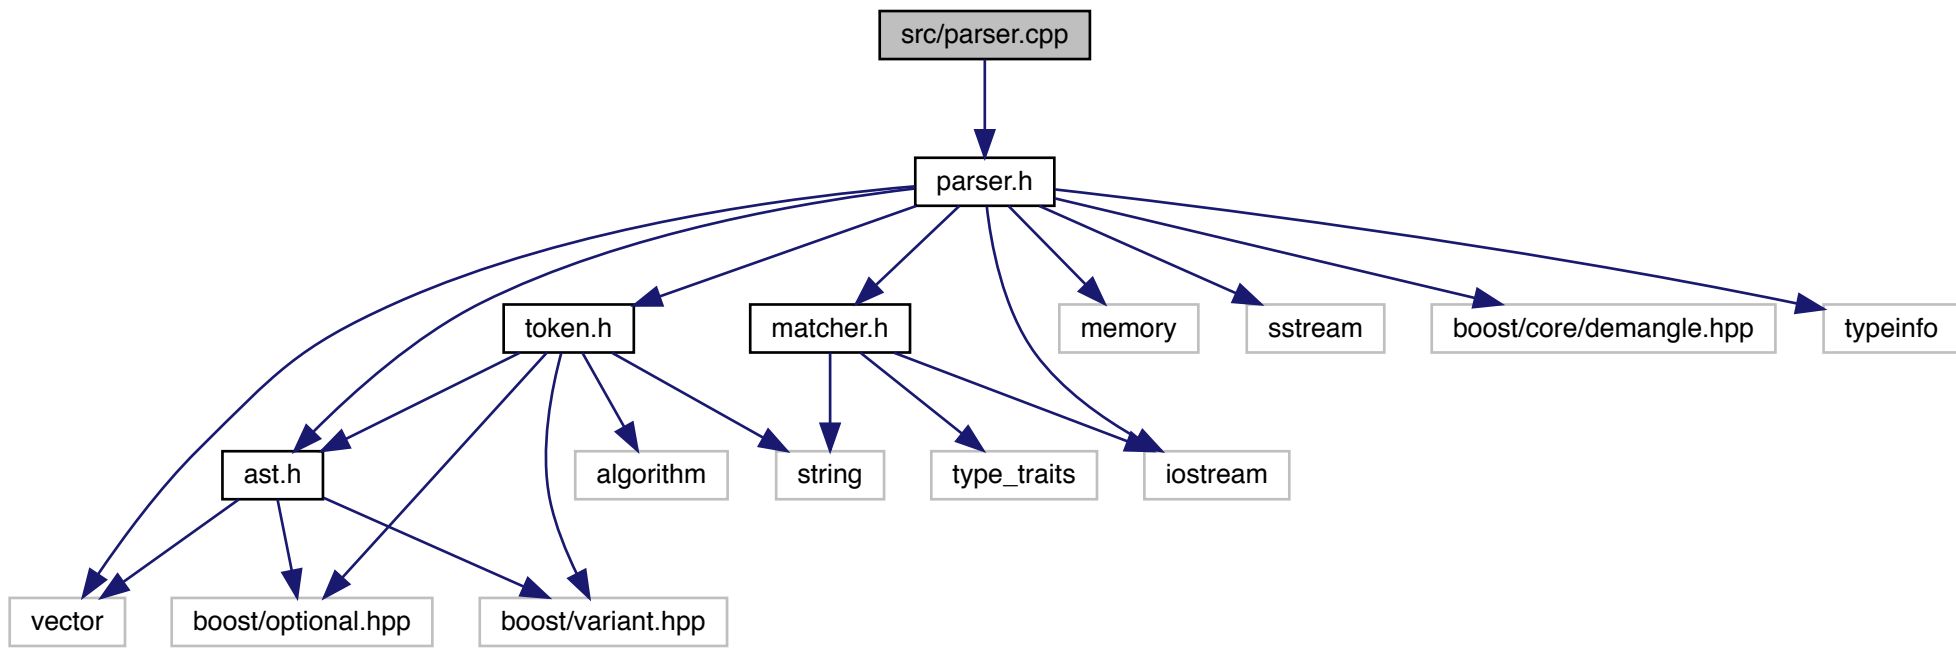 src/parser.cpp
parser.h
token.h
matcher.h
memory
sstream
boost/core/demangle.hpp
typeinfo
ast.h
algorithm
string
type_traits
iostream
vector
boost/optional.hpp
boost/variant.hpp